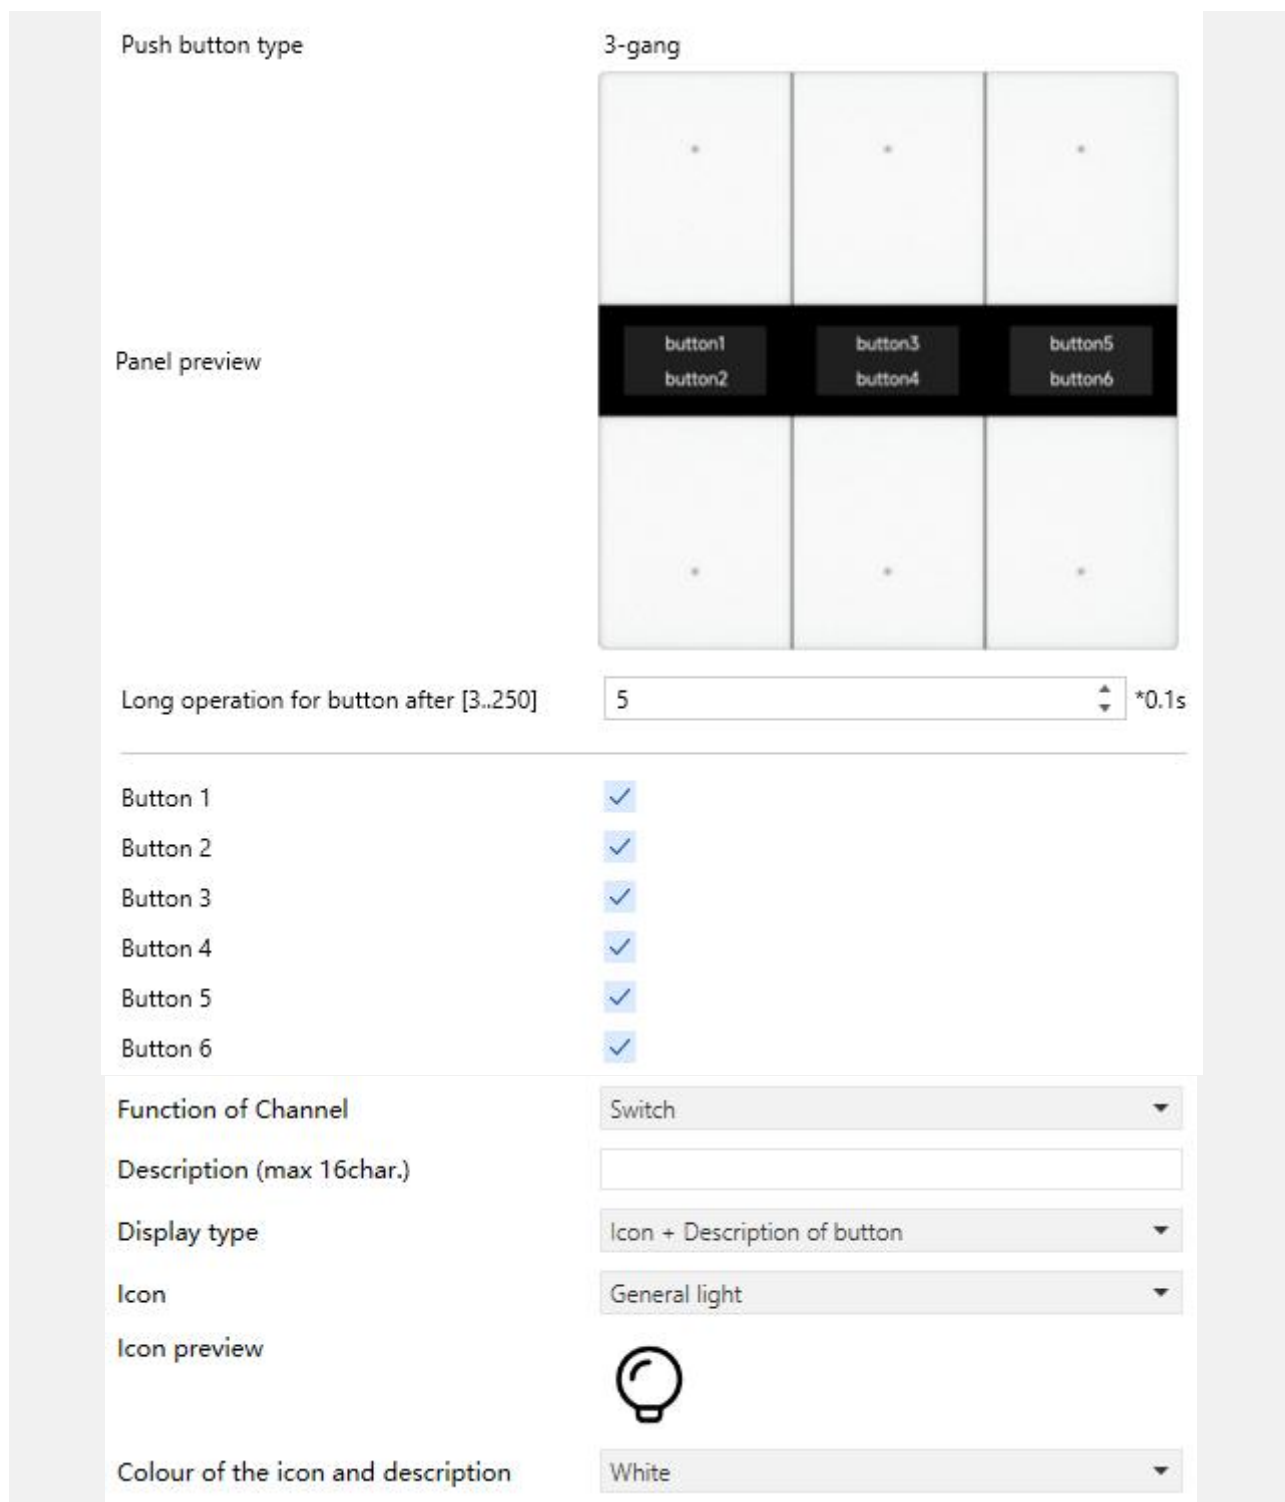 Push button type 3-gang
button1 button3 button5
Panel preview
button2 button4 button6
Long operation for button after [3..250] 5 *0.1s
Button 1
Button 2
Button 3
Button 4
Button 5
Button 6
Function of Channel Switch
Description (max 16char.)
Display type Icon + Description of button
Icon General light
Icon preview
Colour of the icon and description White